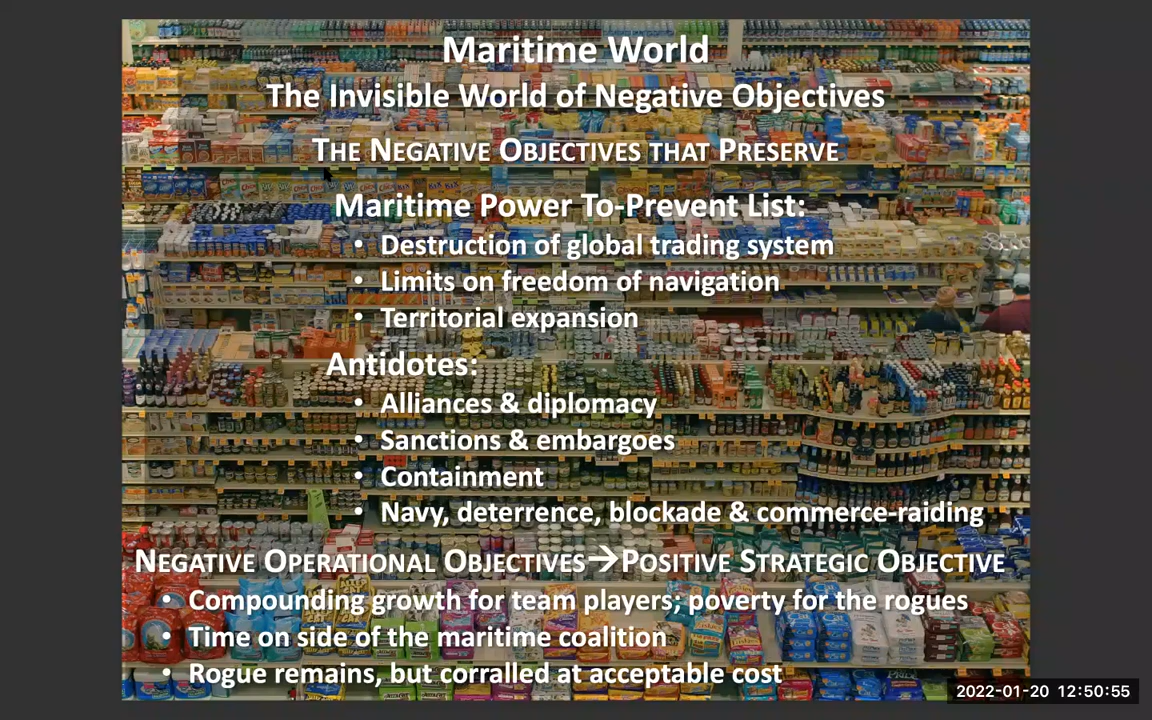 Maritime World
The Invisible World of Negative Objectives
THE NEGATIVE OBJECTIVES THAT PRESERVE
Maritime Power To-Prevent List:
• Destruction of global trading system
• Limits on freedom of navigation
• Territorial expansion
Antidotes:
• Alliances & diplomacy
• Sanctions & embargoes
• Containment
• Navy, deterrence, blockade & commerce-raiding
NEGATIVE OPERATIONAL OBJECTIVES→POSITIVE STRATEGIC OBJECTIVE
• Compounding growth for team players; poverty for the rogues
• Time on side of the maritime coalition
• Rogue remains, but corralled at acceptable cost
2022-01-20 12:50:55